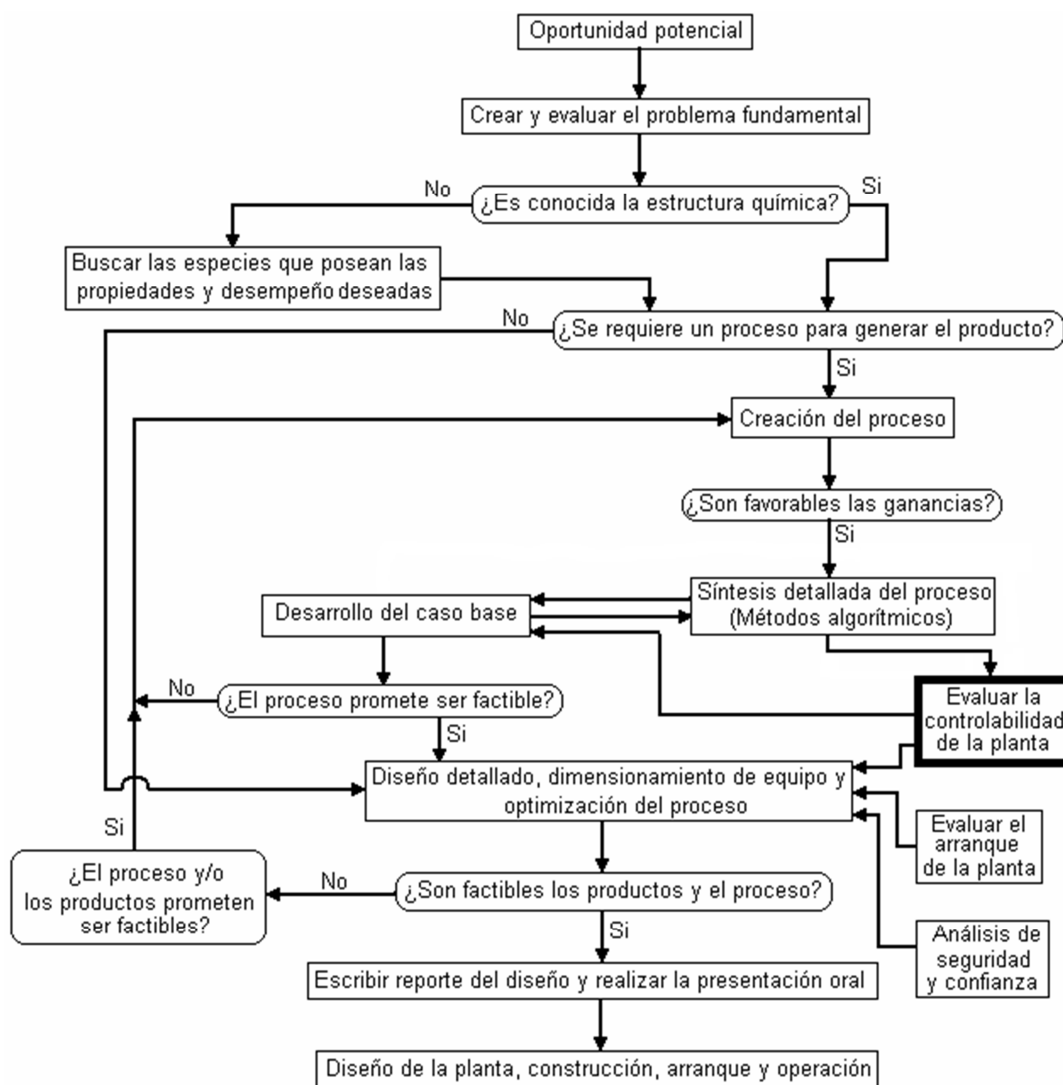 Oportunidad potencial
Crear y evaluar el problema fundamental
No
Si
¿Es conocida la estructura química?
Buscar las especies que posean las
propiedades y desempeño deseadas
No
¿Se requiere un proceso para generar el producto?
Si
Creación del proceso
¿Son favorables las ganancias?
Si
Síntesis detallada del proceso
(Métodos algorítmicos)
Desarrollo del caso base
No
¿El proceso promete ser factible?
Evaluar la
controlabilidad
de la planta
Si
Diseño detallado, dimensionamiento de equipo y
optimización del proceso
Si
Evaluar el
arranque
de la planta
¿El proceso y/o
los productos prometen
ser factibles?
No
¿Son factibles los productos y el proceso?
Si
Análisis de
seguridad
y confianza
Escribir reporte del diseño y realizar la presentación oral
Diseño de la planta, construcción, arranque y operación